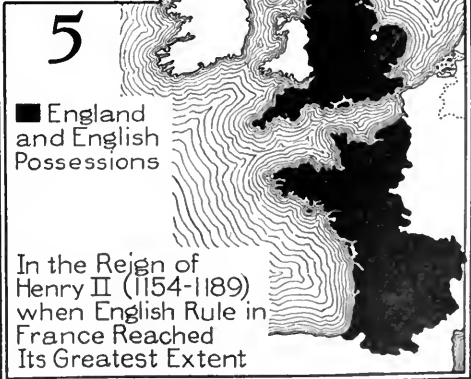 5
England
and English
Possessions
In the Reign of
Henry II (1154-1189)
when English Rule in
France Reached
Its Greatest Extent